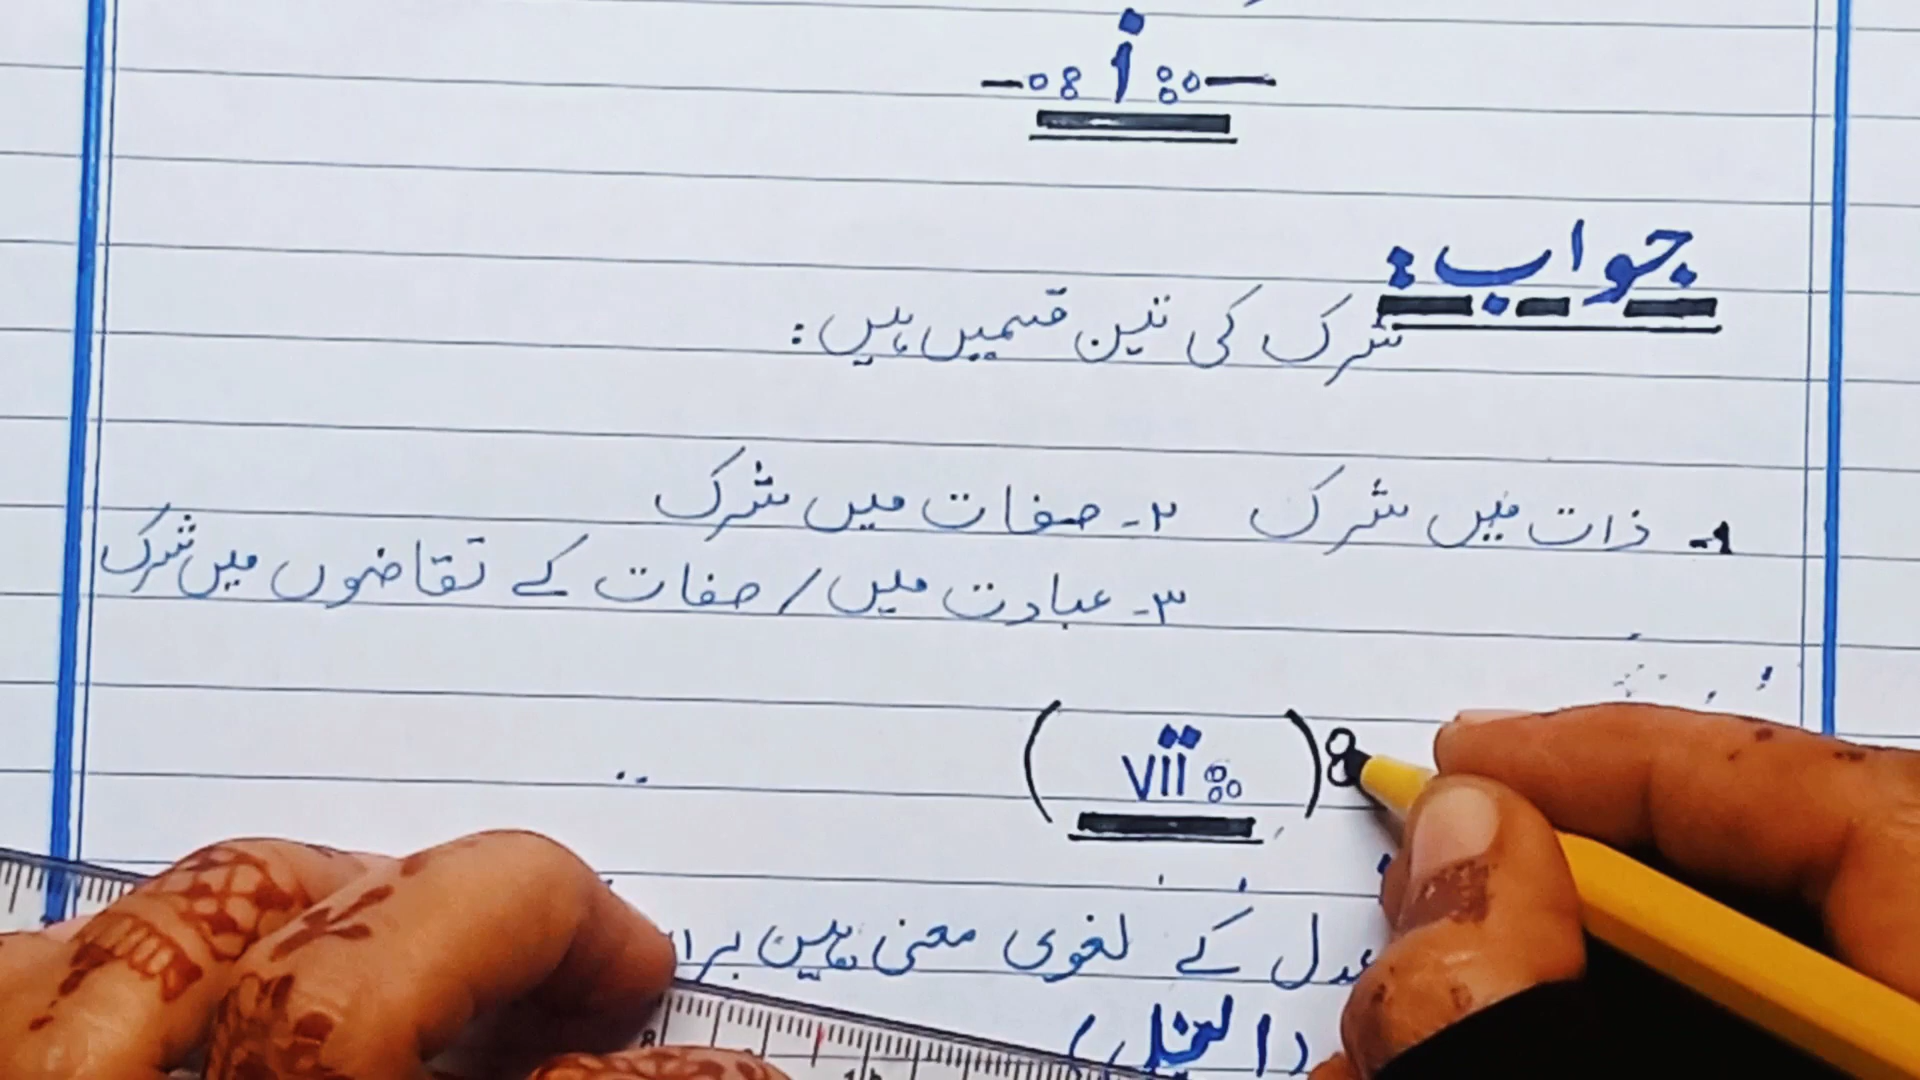 i
جواب:
شرک کی تین قسمیں ہیں:
۱- ذات میں شرک ۲- صفات میں شرک
۳- عبادت میں/صفات کے تقاضوں میں شرک
(vii)
عدل کے لغوی معنی ہیں
8